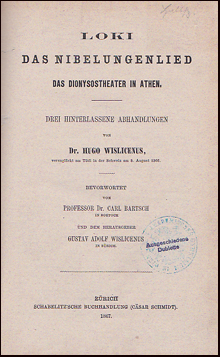 LOKI
DAS NIBELUNGENLIED
DAS DIONYSOSTHEATER IN ATHEN.
DREI HINTERLASSENE ABHANDLUNGEN
VON
Dr. HUGO WISLICENUS,
verunglückt am Tödi in der Schweiz am 8. August 1866.
BEVORWORTET
VON
PROFESSOR Dr. CARL BARTSCH
IN ROSTOCK
UND DEM HERAUSGEBER
GUSTAV ADOLF WISLICENUS
IN ZÜRICH.
Ausgeschiedene
Dublette
ZÜRICH
SCHABELITZ'SCHE BUCHHANDLUNG (CÄSAR SCHMIDT).
1867.